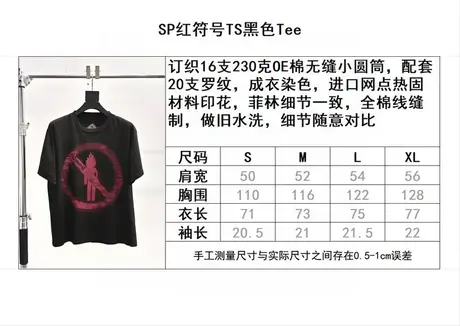 SP红符号TS黑色Tee
订织16支230克OE棉无缝小圆筒，配套
20支罗纹，成衣染色，进口网点热固
材料印花，菲林细节一致，全棉线缝
制，做旧水洗，细节随意对比
尺码 S M L XL
肩宽 50 52 54 56
胸围 110 116 122 128
衣长 71 73 75 77
袖长 20.5 21 21.5 22
手工测量尺寸与实际尺寸之间存在0.5-1cm误差